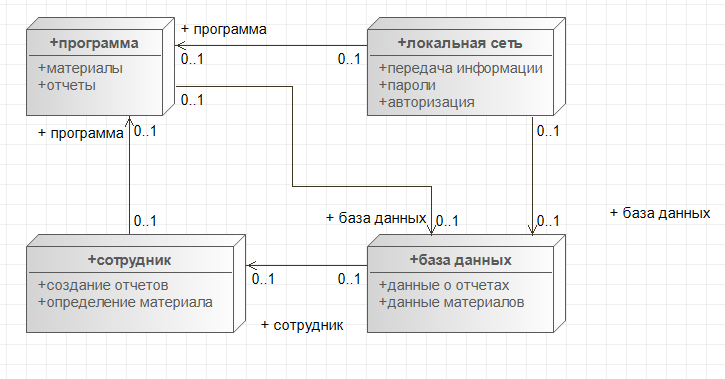 + программа
+программа
+материалы
+отчеты
0..1
0..1
0..1
+локальная сеть
+передача информации
+пароли
+авторизация
+ программа
0..1
0..1
0..1
+ база данных
0..1
0..1
+ база данных
+сотрудник
+создание отчетов
+определение материала
0..1
0..1
+база данных
+данные о отчетах
+данные материалов
+ сотрудник